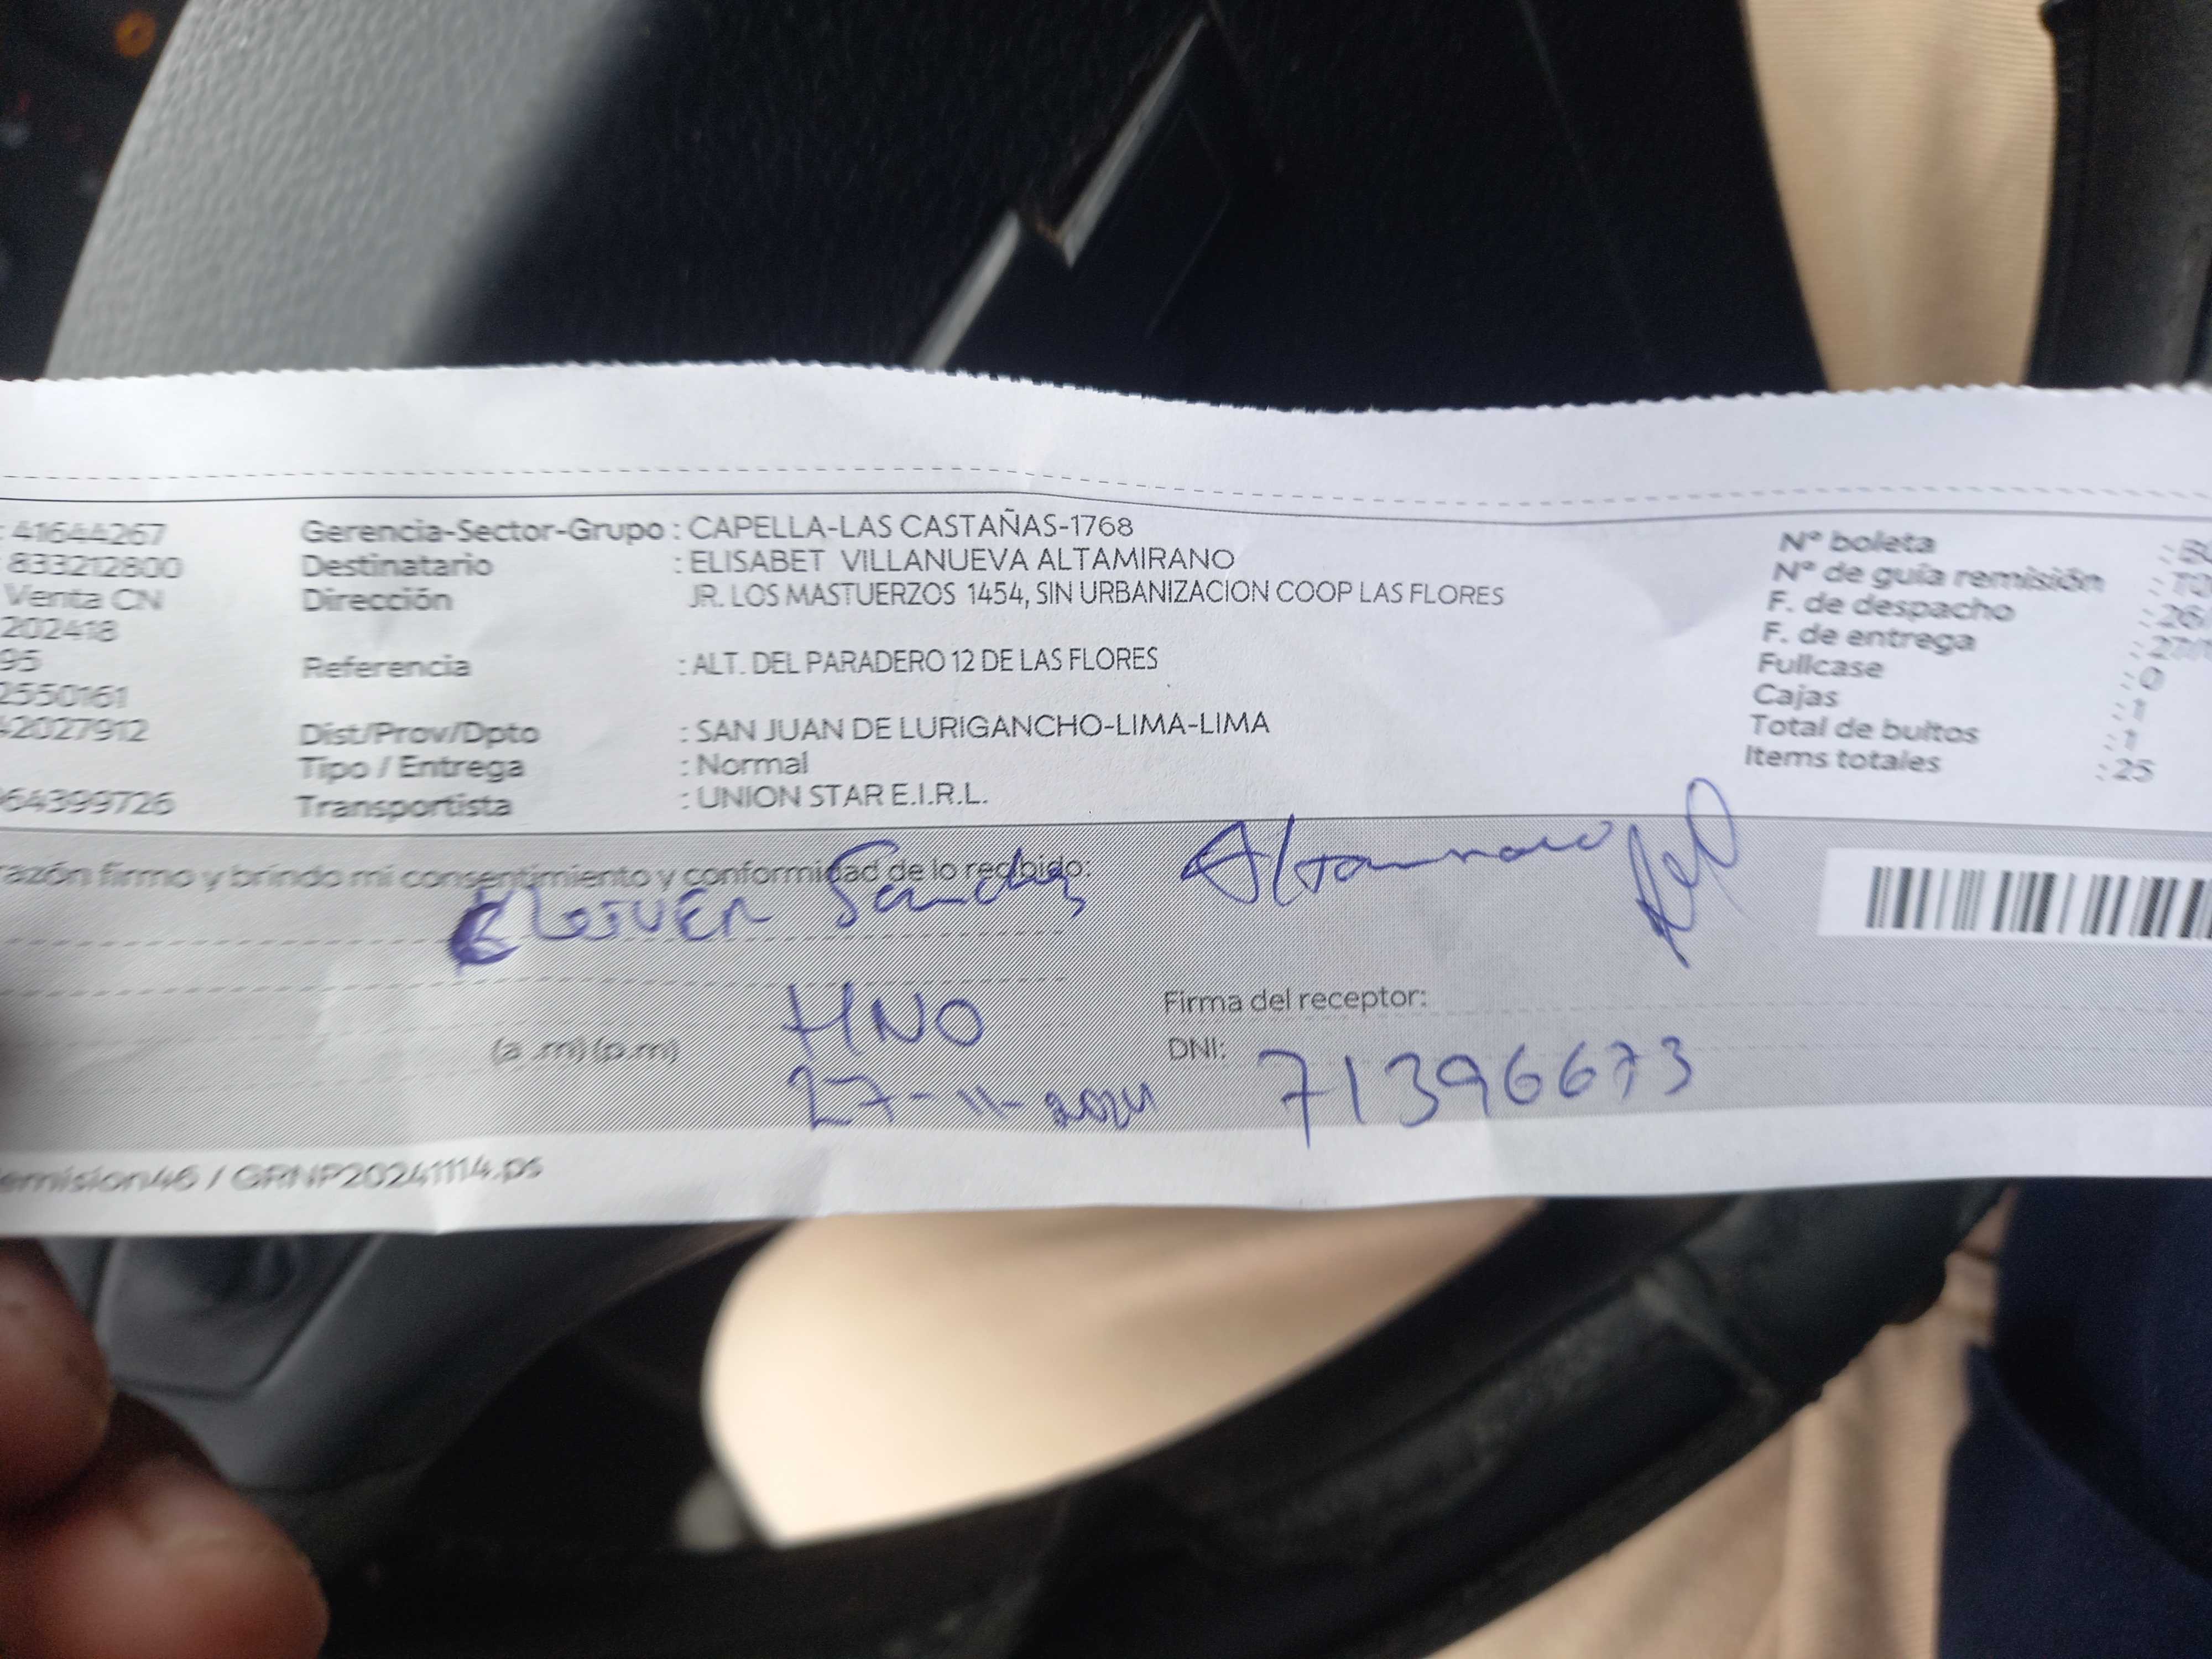 : 41644267 Gerencia-Sector-Grupo : CAPELLA-LAS CASTAÑAS-1768 N° boleta
: 833212800 Destinatario : ELISABET VILLANUEVA ALTAMIRANO N° de guía remisión
Venta CN Dirección JR. LOS MASTUERZOS 1454, SIN URBANIZACION COOP LAS FLORES F. de despacho : 26
202418 F. de entrega : 27
95 Referencia : ALT. DEL PARADERO 12 DE LAS FLORES Fullcase : 0
2550161 Cajas : 1
42027912 Dist/Prov/Dpto : SAN JUAN DE LURIGANCHO-LIMA-LIMA Total de bultos : 1
Tipo / Entrega : Normal Items totales : 25
964399726 Transportista : UNION STAR E.I.R.L.
razón firmo y brindo mi consentimiento y conformidad de lo recibido:
Sanches Altamirano
HNO Firma del receptor:
(a .m) (p.m) DNI: 71396673
27-11-2024
emision46 / GRNP20241114.ps